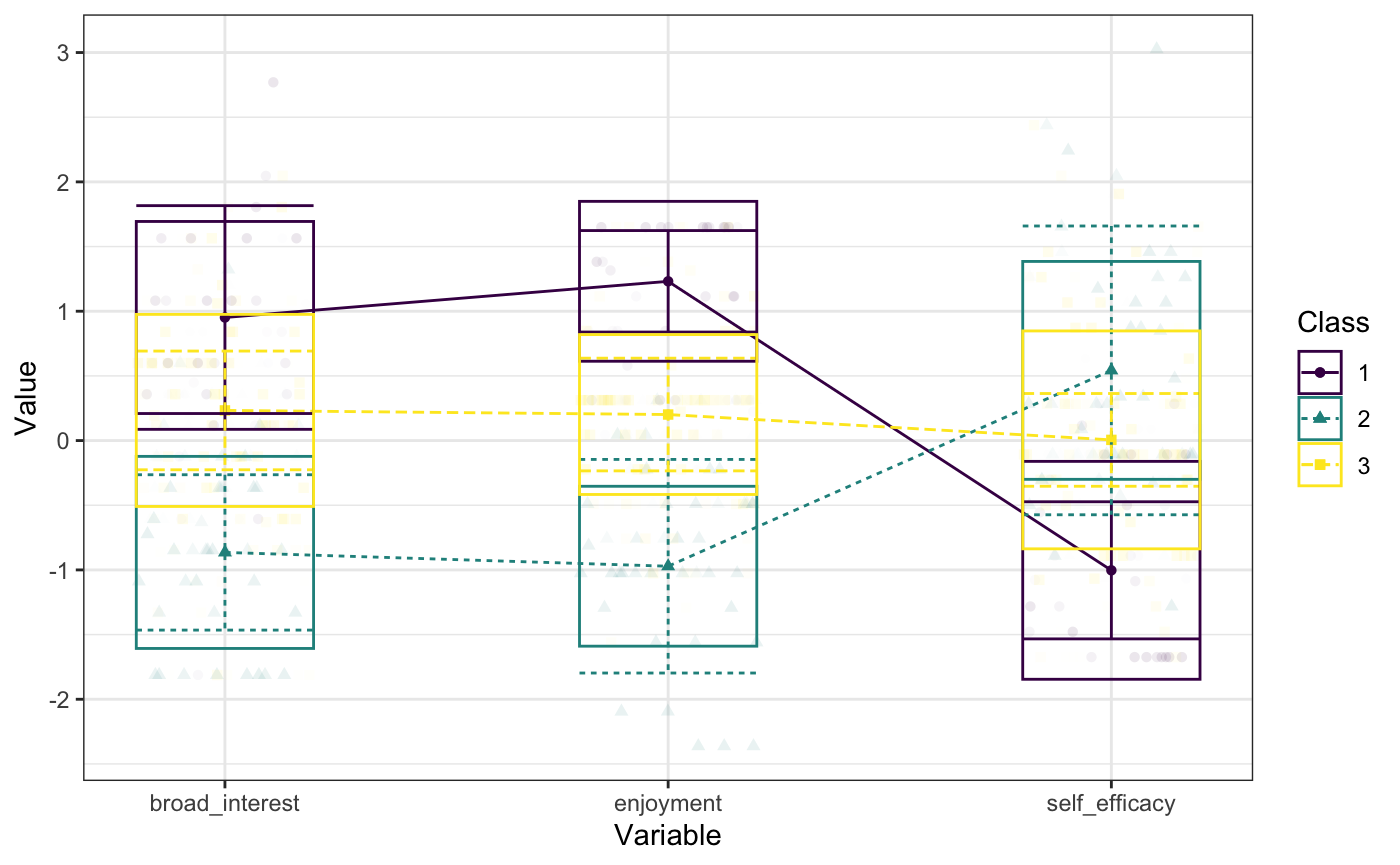 3
2
1
0
-1
-2
Value
broad_interest
enjoyment
self_efficacy
Variable
Class
1
2
3